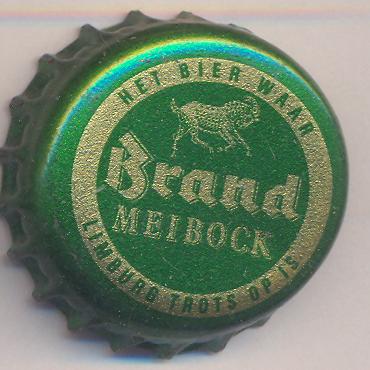 HET BIER WAAR
Brand
MEIBOCK
LIMBURG TROTS OP IS